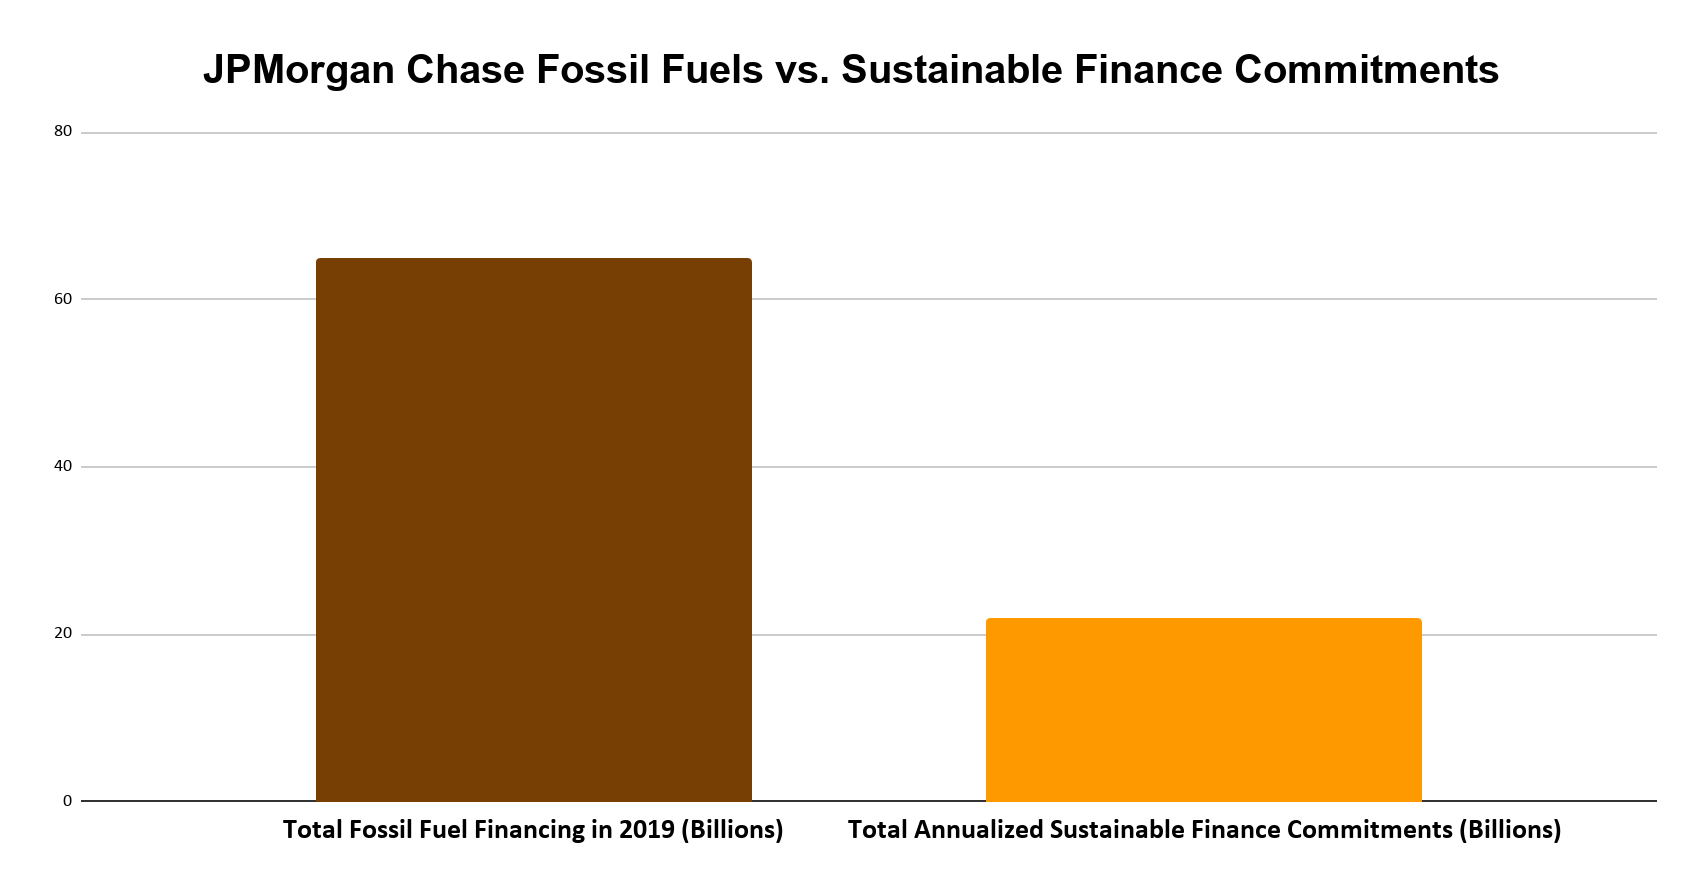 JPMorgan Chase Fossil Fuels vs. Sustainable Finance Commitments
80
60
40
20
0
Total Fossil Fuel Financing in 2019 (Billions)
Total Annualized Sustainable Finance Commitments (Billions)